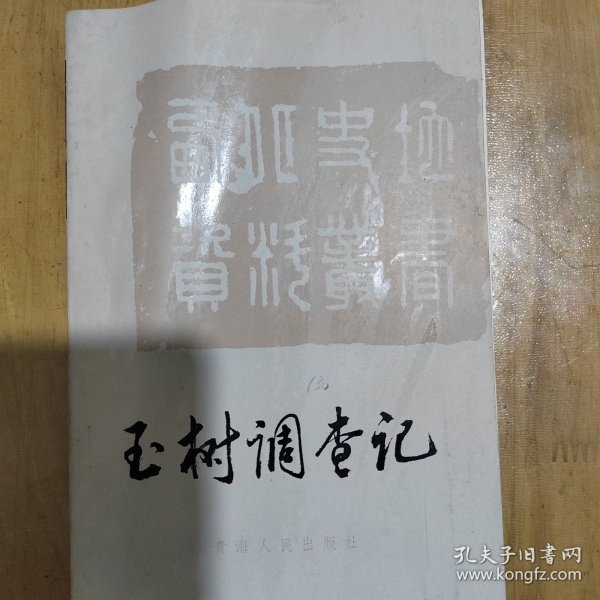 西北史地
資料叢書
玉树调查记
青海人民出版社
孔夫子旧书网
www.kongfz.com